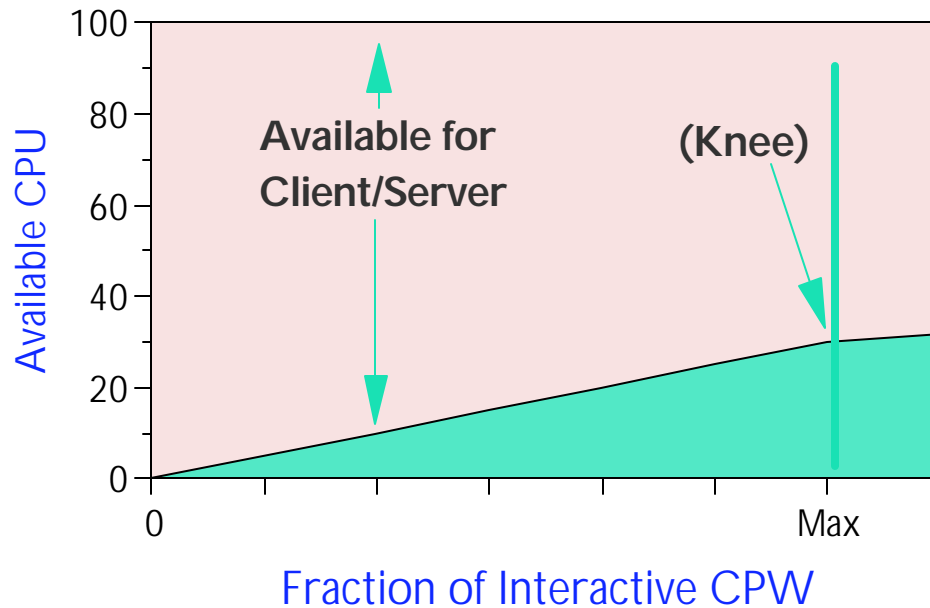 100
80
60
40
20
0
Available CPU
Available for
Client/Server
(Knee)
0
Max
Fraction of Interactive CPW